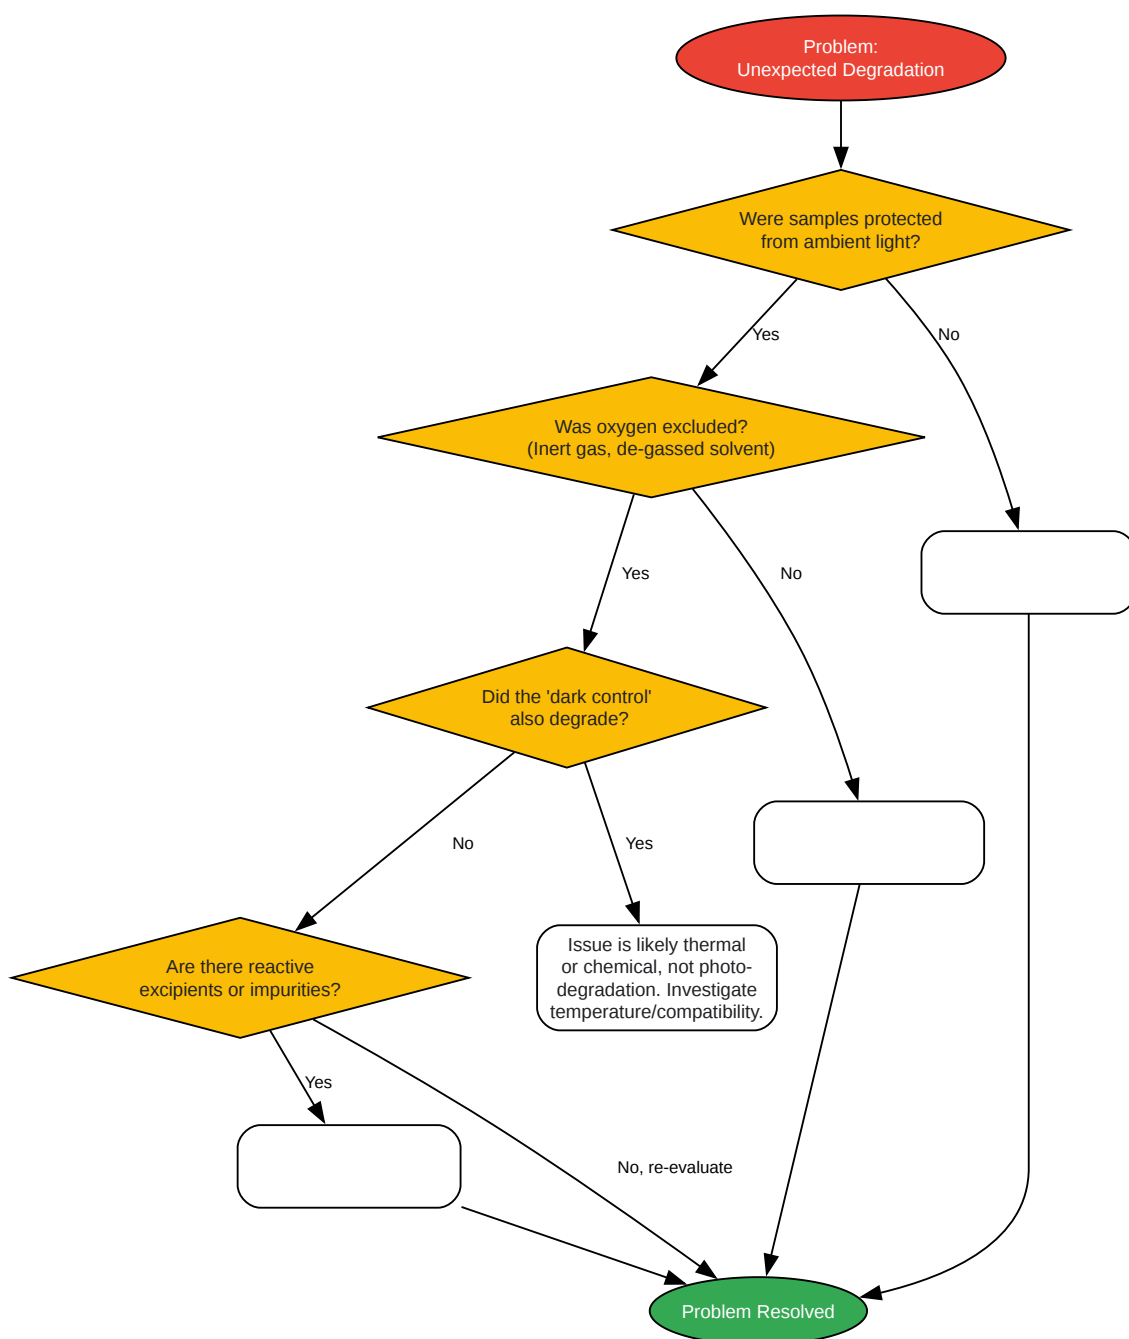 Problem:
Unexpected Degradation
Were samples protected
from ambient light?
Yes
No
Was oxygen excluded?
(Inert gas, de-gassed solvent)
Yes
No
Did the 'dark control'
also degrade?
No
Yes
Issue is likely thermal
or chemical, not photo-
degradation. Investigate
temperature/compatibility.
Are there reactive
excipients or impurities?
Yes
No, re-evaluate
Problem Resolved